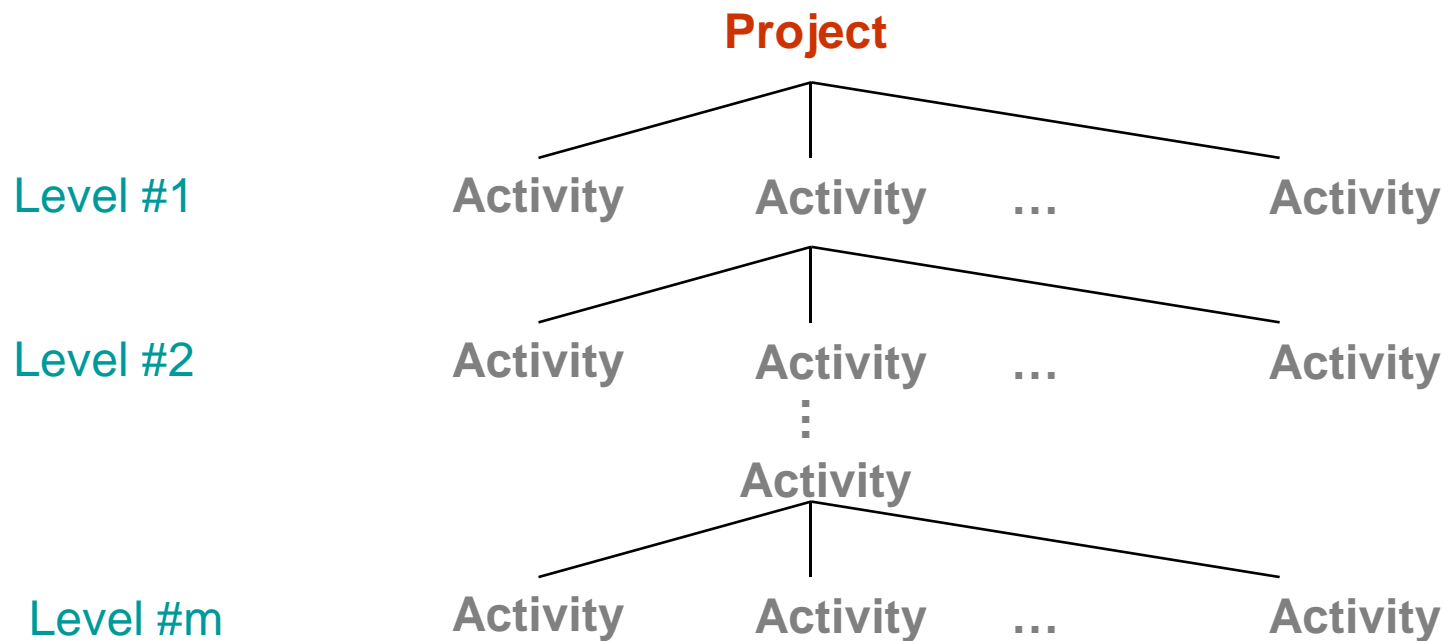 Project
Level #1 Activity Activity … Activity
Level #2 Activity Activity … Activity
⋮
Activity
Level #m Activity Activity … Activity